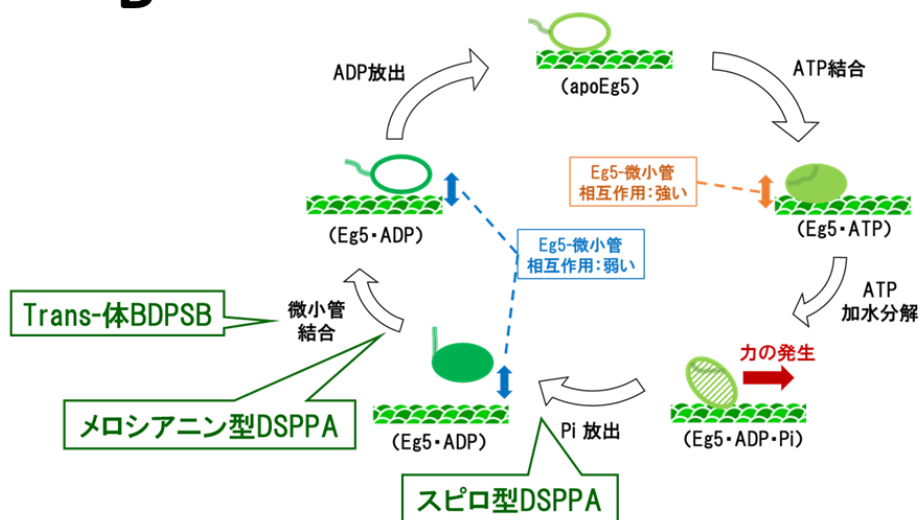 ADP放出
(apoEg5)
ATP結合
Eg5-微小管
相互作用:強い
(Eg5・ADP)
(Eg5・ATP)
Eg5-微小管
相互作用:弱い
ATP
加水分解
Trans-体BDPSB
微小管
結合
力の発生
メロシアニン型DSPPA
(Eg5・ADP)
Pi 放出
(Eg5・ADP・Pi)
スピロ型DSPPA